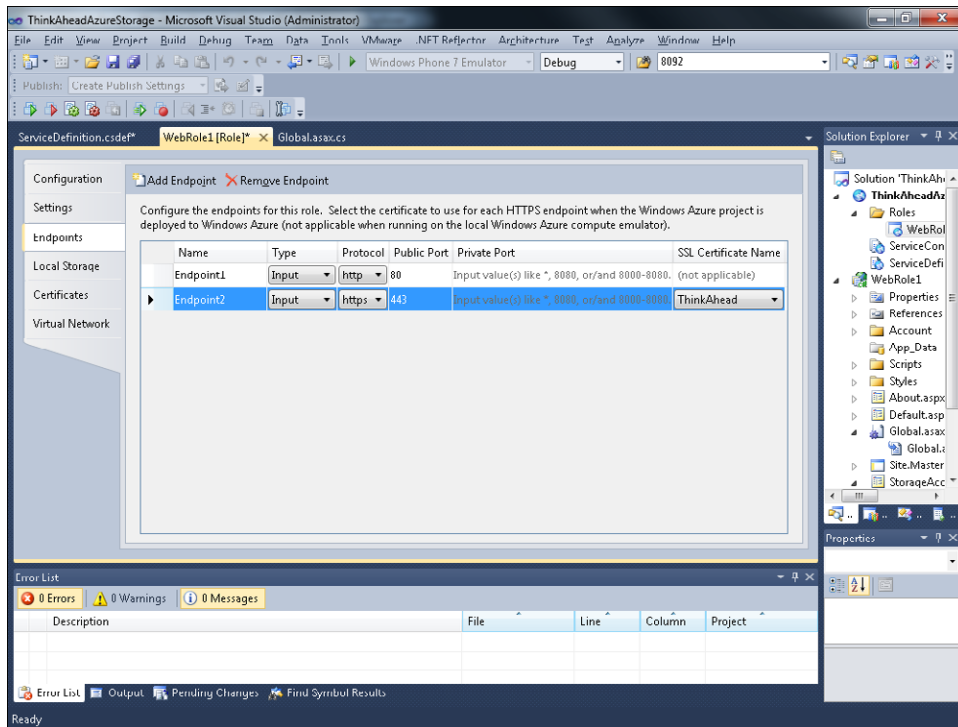 ThinkAheadAzureStorage - Microsoft Visual Studio (Administrator)
File Edit View Project Build Debug Team Data Tools VMware .NET Reflector Architecture Test Analyze Window Help
Windows Phone 7 Emulator Debug 8092
Publish: Create Publish Settings
ServiceDefinition.csdef* WebRole1 [Role]* Global.asax.cs
Configuration
Settings
Endpoints
Local Storage
Certificates
Virtual Network
Add Endpoint Remove Endpoint
Configure the endpoints for this role. Select the certificate to use for each HTTPS endpoint when the Windows Azure project is
deployed to Windows Azure (not applicable when running on the local Windows Azure compute emulator).
Name Type Protocol Public Port Private Port SSL Certificate Name
Endpoint1 Input http 80 Input value(s) like *, 8080, or/and 8000-8080. (not applicable)
Endpoint2 Input https 443 Input value(s) like *, 8080, or/and 8000-8080. ThinkAhead
Solution Explorer
Solution 'ThinkAh
ThinkAheadAz
Roles
WebRol
ServiceCon
ServiceDefi
WebRole1
Properties
References
Account
App_Data
Scripts
Styles
About.aspx
Default.asp
Global.asax
Global.a
Site.Master
StorageAcc
Properties
Error List
0 Errors 0 Warnings 0 Messages
Description File Line Column Project
Error List Output Pending Changes Find Symbol Results
Ready